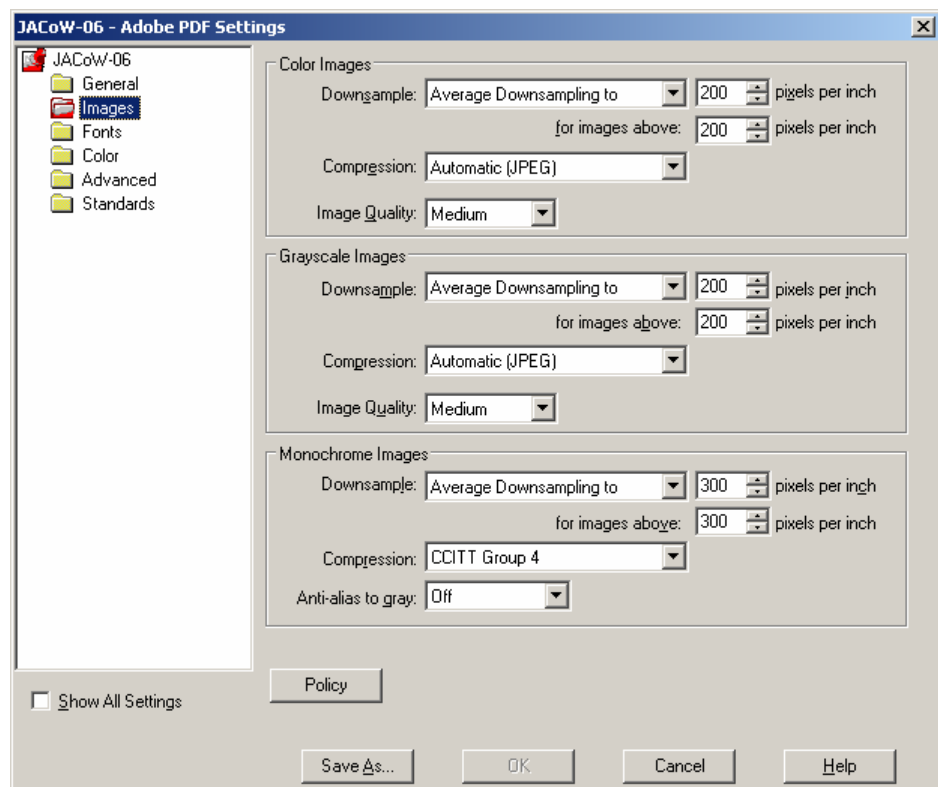 JACoW-06 - Adobe PDF Settings
JACoW-06
General
Images
Fonts
Color
Advanced
Standards
Show All Settings
Color Images
Downsample: Average Downsampling to 200 pixels per inch
for images above: 200 pixels per inch
Compression: Automatic (JPEG)
Image Quality: Medium
Grayscale Images
Downsample: Average Downsampling to 200 pixels per inch
for images above: 200 pixels per inch
Compression: Automatic (JPEG)
Image Quality: Medium
Monochrome Images
Downsample: Average Downsampling to 300 pixels per inch
for images above: 300 pixels per inch
Compression: CCITT Group 4
Anti-alias to gray: Off
Policy
Save As... OK Cancel Help